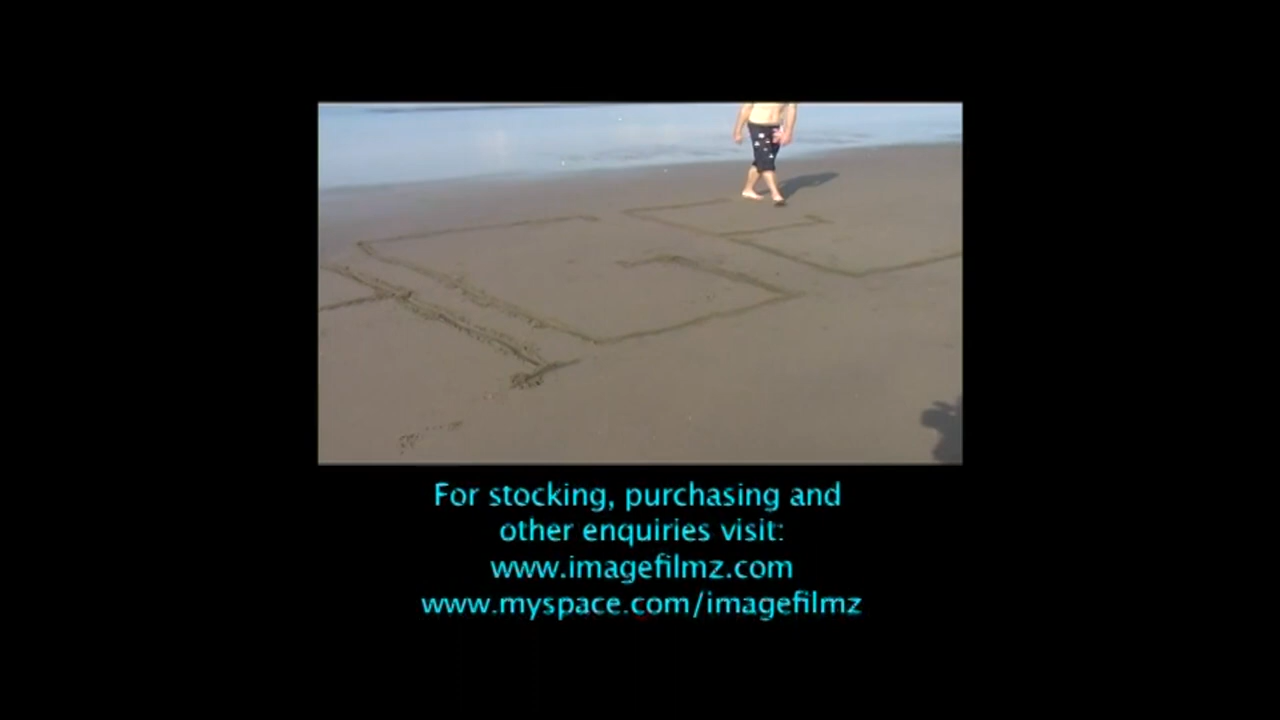 For stocking, purchasing and
other enquiries visit:
www.imagefilmz.com
www.myspace.com/imagefilmz